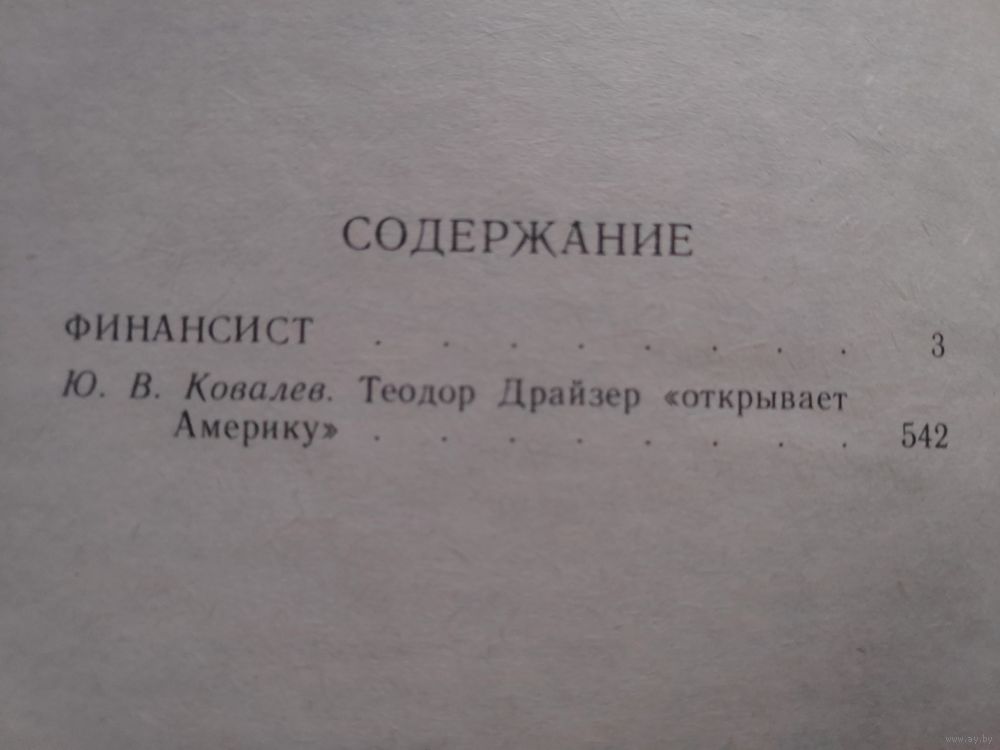 СОДЕРЖАНИЕ
ФИНАНСИСТ . . . . . . . . 3
Ю. В. Ковалев. Теодор Драйзер «открывает
Америку» . . . . . . . . 542
www.ay.by